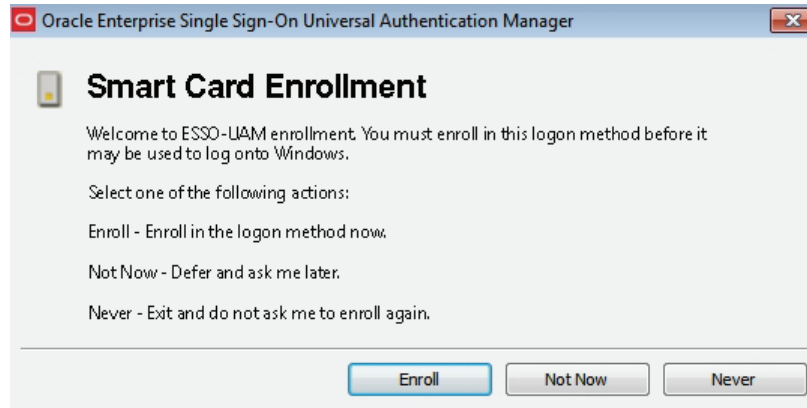 Oracle Enterprise Single Sign-On Universal Authentication Manager
Smart Card Enrollment
Welcome to ESSO-UAM enrollment. You must enroll in this logon method before it
may be used to log onto Windows.
Select one of the following actions:
Enroll - Enroll in the logon method now.
Not Now - Defer and ask me later.
Never - Exit and do not ask me to enroll again.
Enroll Not Now Never